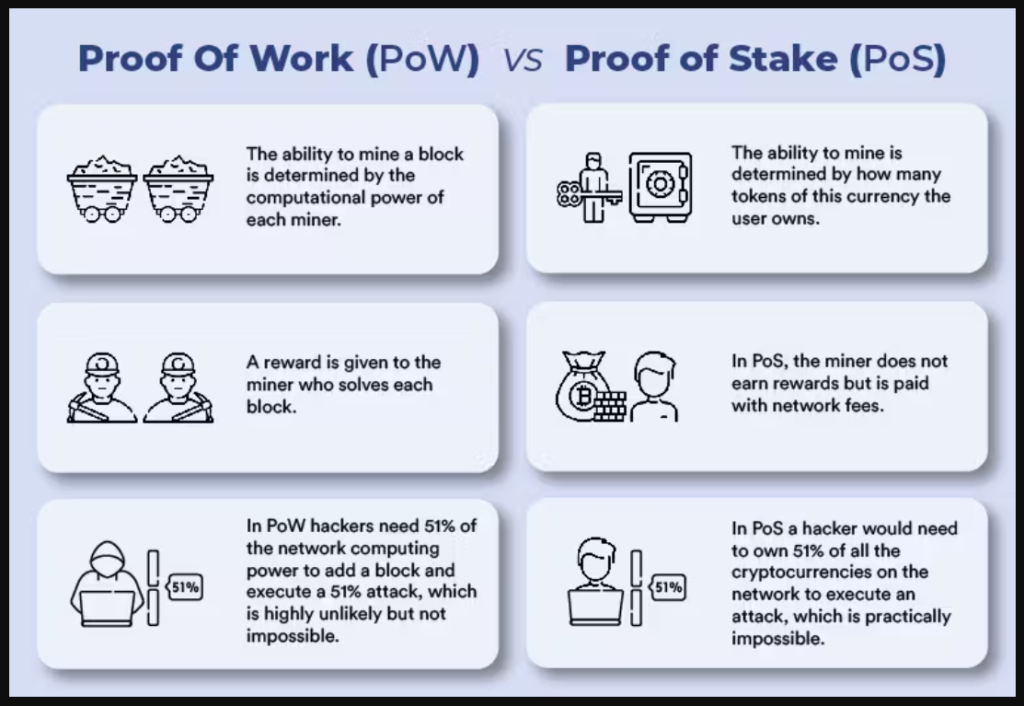 Proof Of Work (PoW) VS Proof of Stake (PoS)
The ability to mine a block
is determined by the
computational power of
each miner.
The ability to mine is
determined by how many
tokens of this currency the
user owns.
A reward is given to the
miner who solves each
block.
In PoS, the miner does not
earn rewards but is paid
with network fees.
In PoW hackers need 51% of
the network computing
power to add a block and
execute a 51% attack, which
is highly unlikely but not
impossible.
51%
In PoS a hacker would need
to own 51% of all the
cryptocurrencies on the
network to execute an
attack, which is practically
impossible.
51%